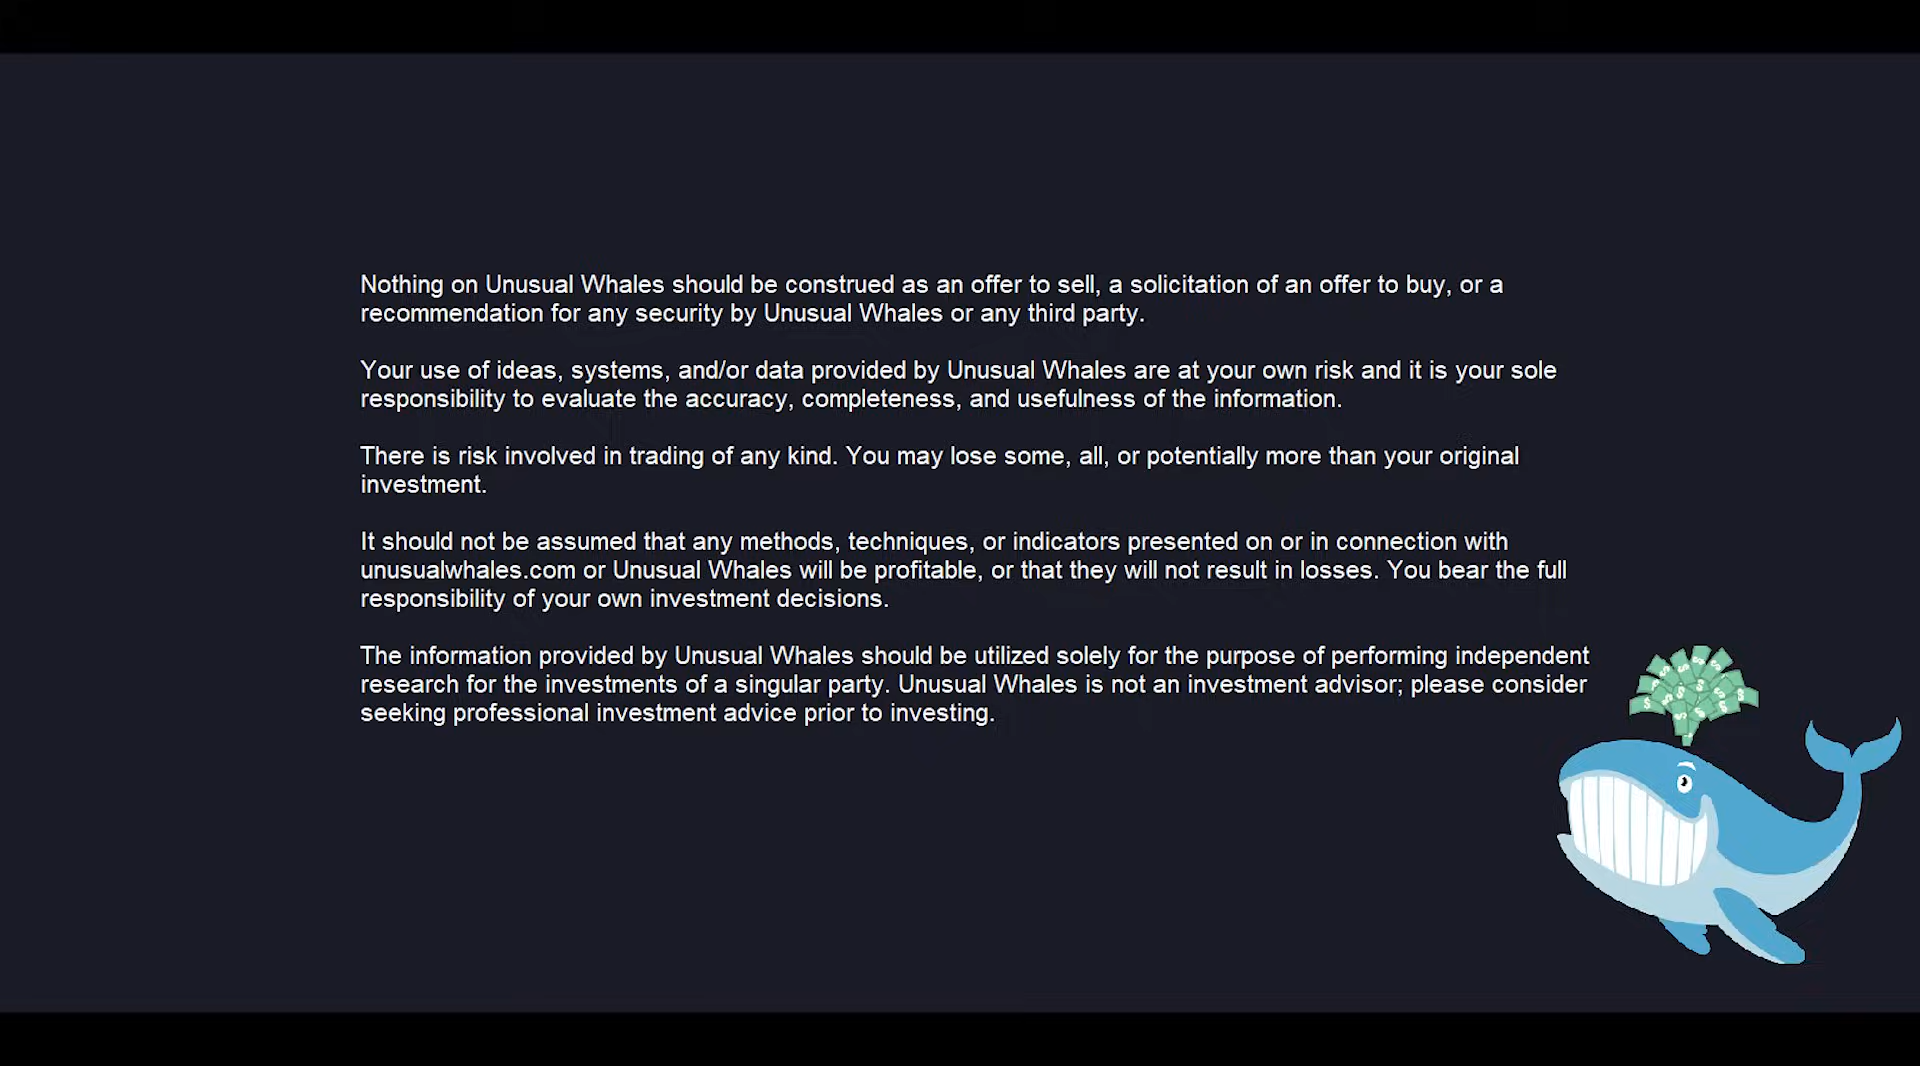 Nothing on Unusual Whales should be construed as an offer to sell, a solicitation of an offer to buy, or a
recommendation for any security by Unusual Whales or any third party.
Your use of ideas, systems, and/or data provided by Unusual Whales are at your own risk and it is your sole
responsibility to evaluate the accuracy, completeness, and usefulness of the information.
There is risk involved in trading of any kind. You may lose some, all, or potentially more than your original
investment.
It should not be assumed that any methods, techniques, or indicators presented on or in connection with
unusualwhales.com or Unusual Whales will be profitable, or that they will not result in losses. You bear the full
responsibility of your own investment decisions.
The information provided by Unusual Whales should be utilized solely for the purpose of performing independent
research for the investments of a singular party. Unusual Whales is not an investment advisor; please consider
seeking professional investment advice prior to investing.